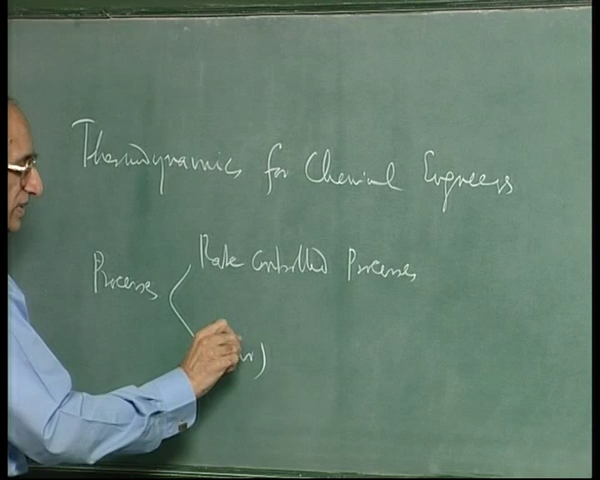 Thermodynamics for Chemical Engineers
Processes
Rate Controlled Processes